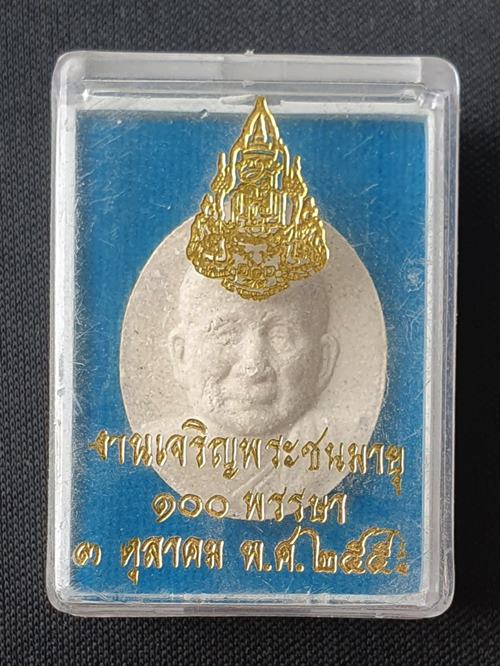 งานเจริญพระชนมายุ
๑๐๐ พรรษา
๓ ตุลาคม พ.ศ.๒๕๕